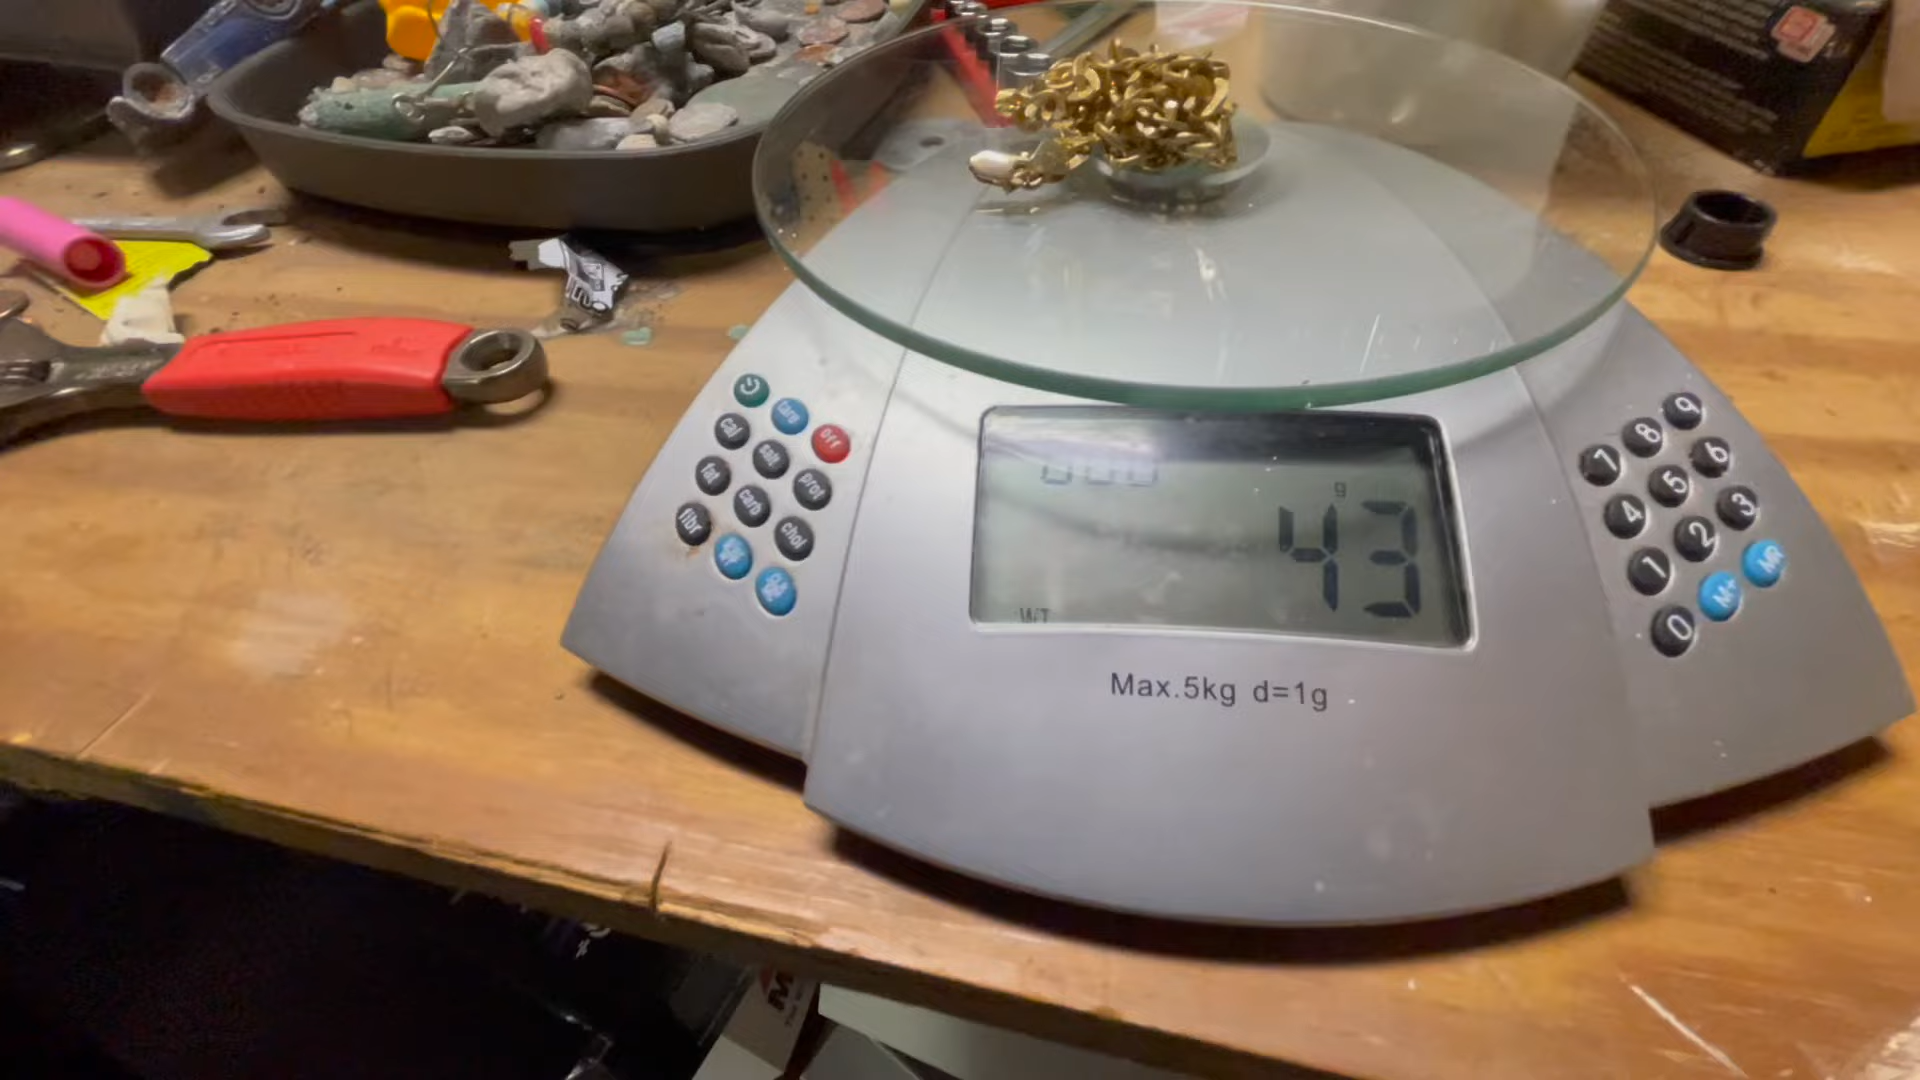 tare
off
cal
salt
fat
prot
carb
fibr
chol
g
43
WT
Max.5kg d=1g
9
8
7
6
5
4
3
2
1
MR
M+
0